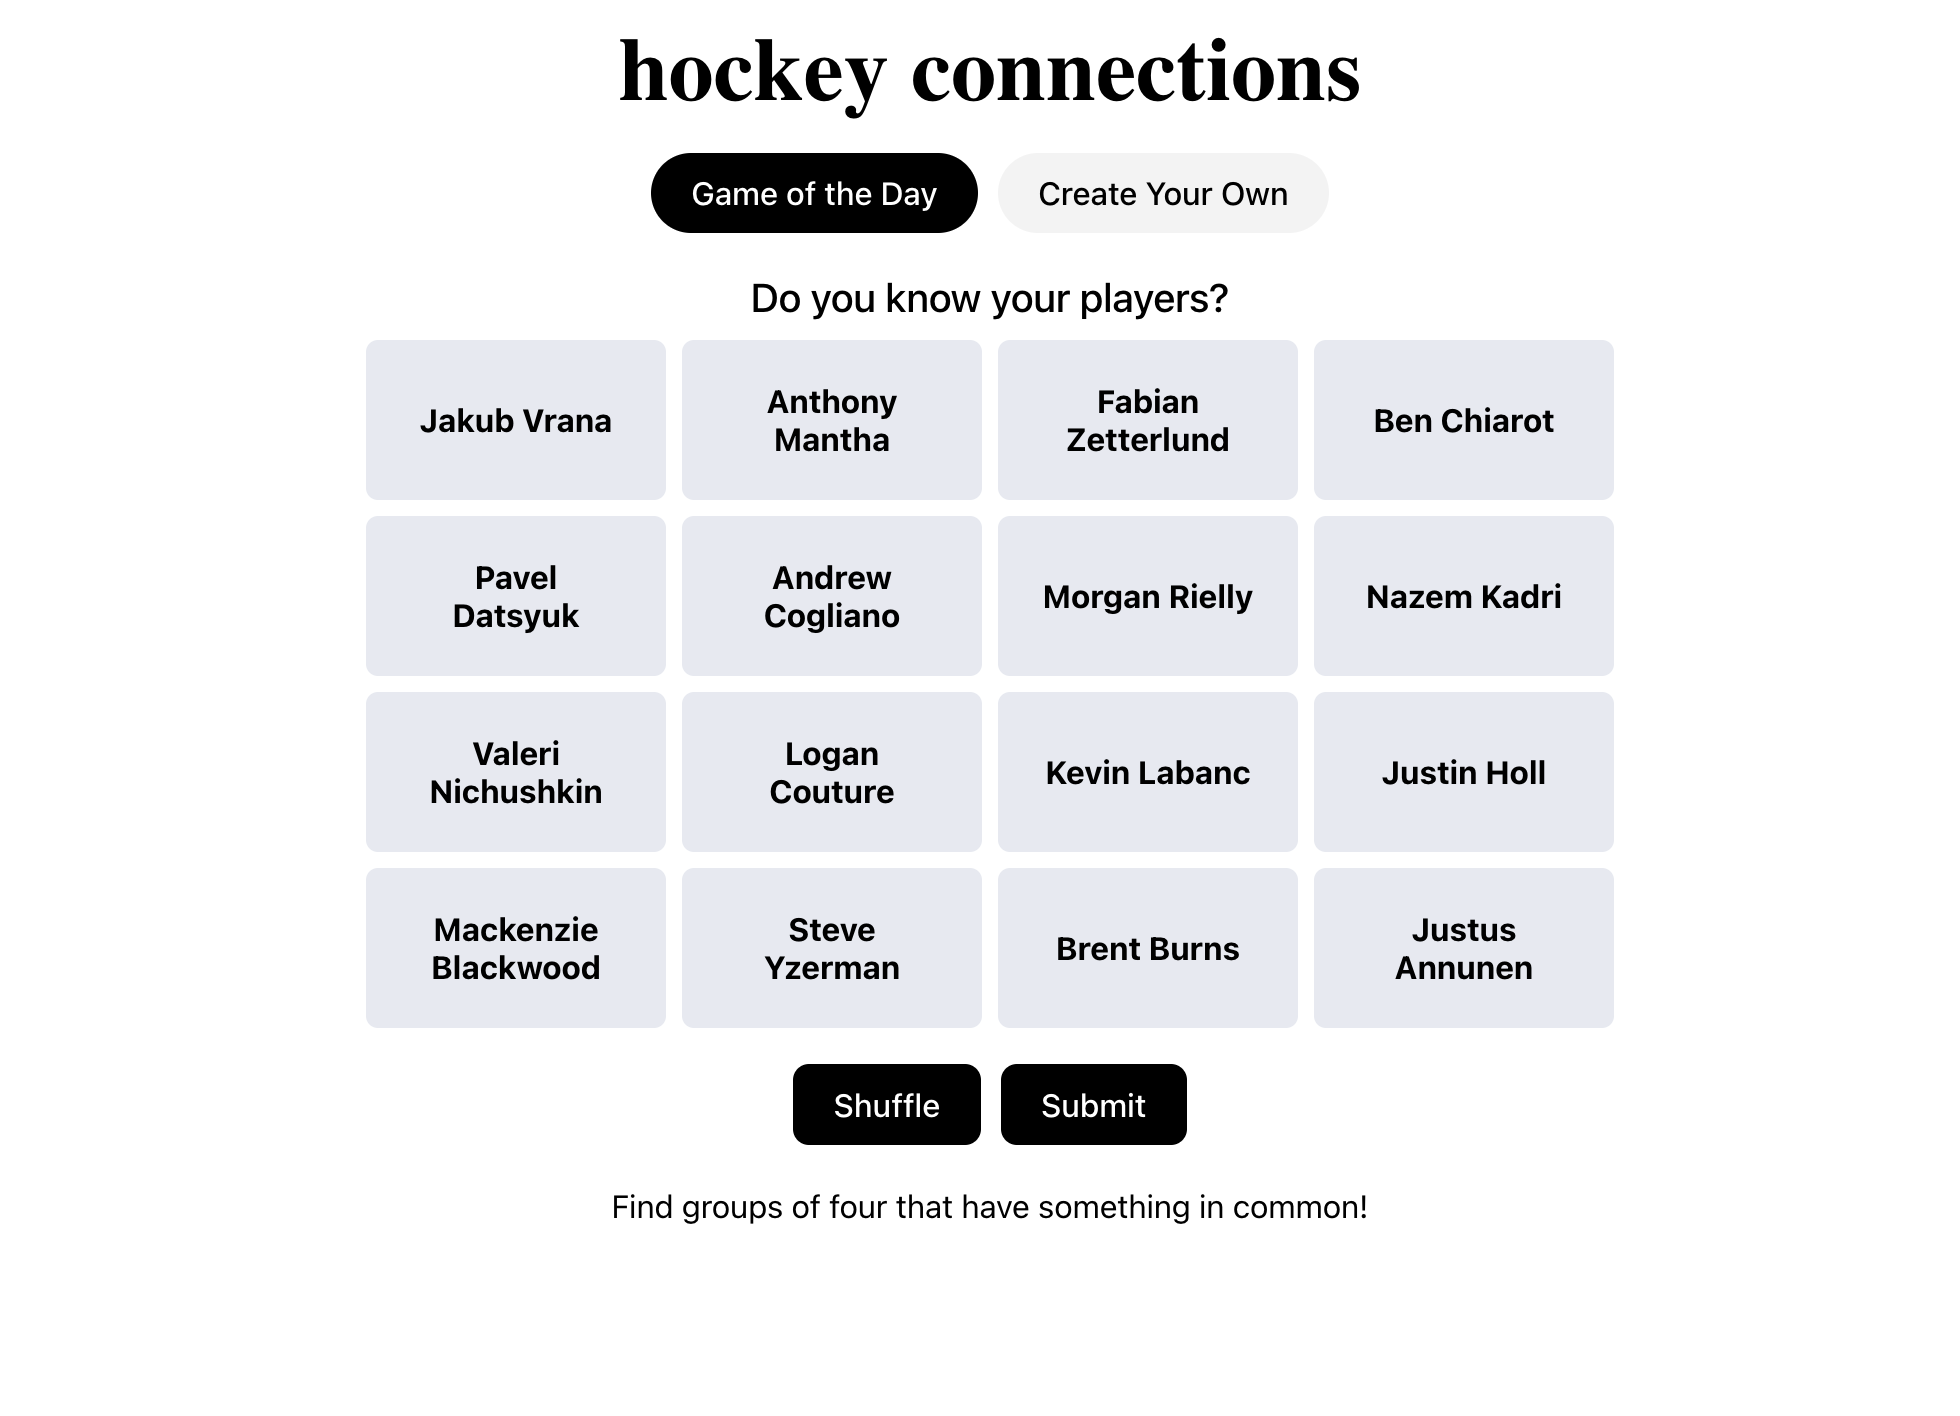 hockey connections
Game of the Day
Create Your Own
Do you know your players?
Jakub Vrana
Anthony
Mantha
Fabian
Zetterlund
Ben Chiarot
Pavel
Datsyuk
Andrew
Cogliano
Morgan Rielly
Nazem Kadri
Valeri
Nichushkin
Logan
Couture
Kevin Labanc
Justin Holl
Mackenzie
Blackwood
Steve
Yzerman
Brent Burns
Justus
Annunen
Shuffle
Submit
Find groups of four that have something in common!